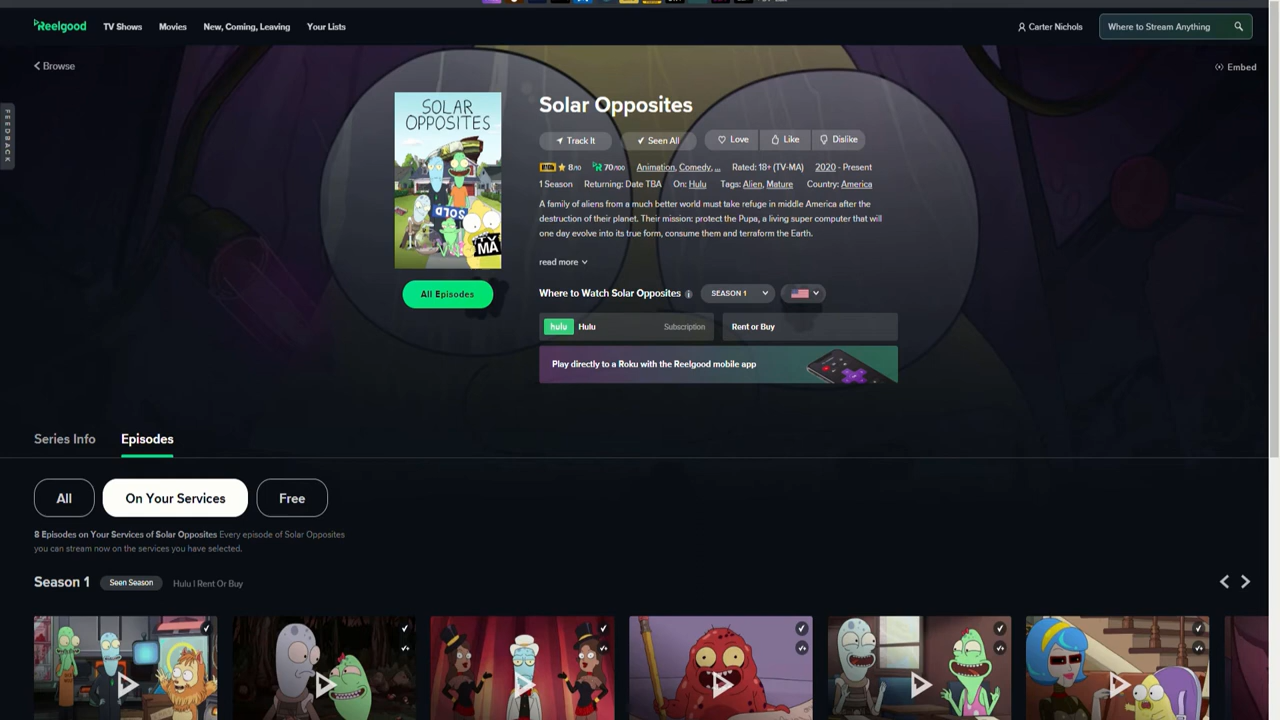 Reelgood
TV Shows
Movies
New, Coming, Leaving
Your Lists
Carter Nichols
Where to Stream Anything
Browse
Embed
FEEDBACK
SOLAR
OPPOSITES
SOLD
MA
All Episodes
Solar Opposites
Track It
Seen All
Love
Like
Dislike
IMDb 8/10 R 70/100 Animation, Comedy, ... Rated: 18+ (TV-MA) 2020 - Present
1 Season Returning: Date TBA On: Hulu Tags: Alien, Mature Country: America
A family of aliens from a much better world must take refuge in middle America after the
destruction of their planet. Their mission: protect the Pupa, a living super computer that will
one day evolve into its true form, consume them and terraform the Earth.
read more
Where to Watch Solar Opposites
SEASON 1
hulu Hulu Subscription
Rent or Buy
Play directly to a Roku with the Reelgood mobile app
Series Info
Episodes
All
On Your Services
Free
8 Episodes on Your Services of Solar Opposites Every episode of Solar Opposites
you can stream now on the services you have selected.
Season 1
Seen Season
Hulu | Rent Or Buy